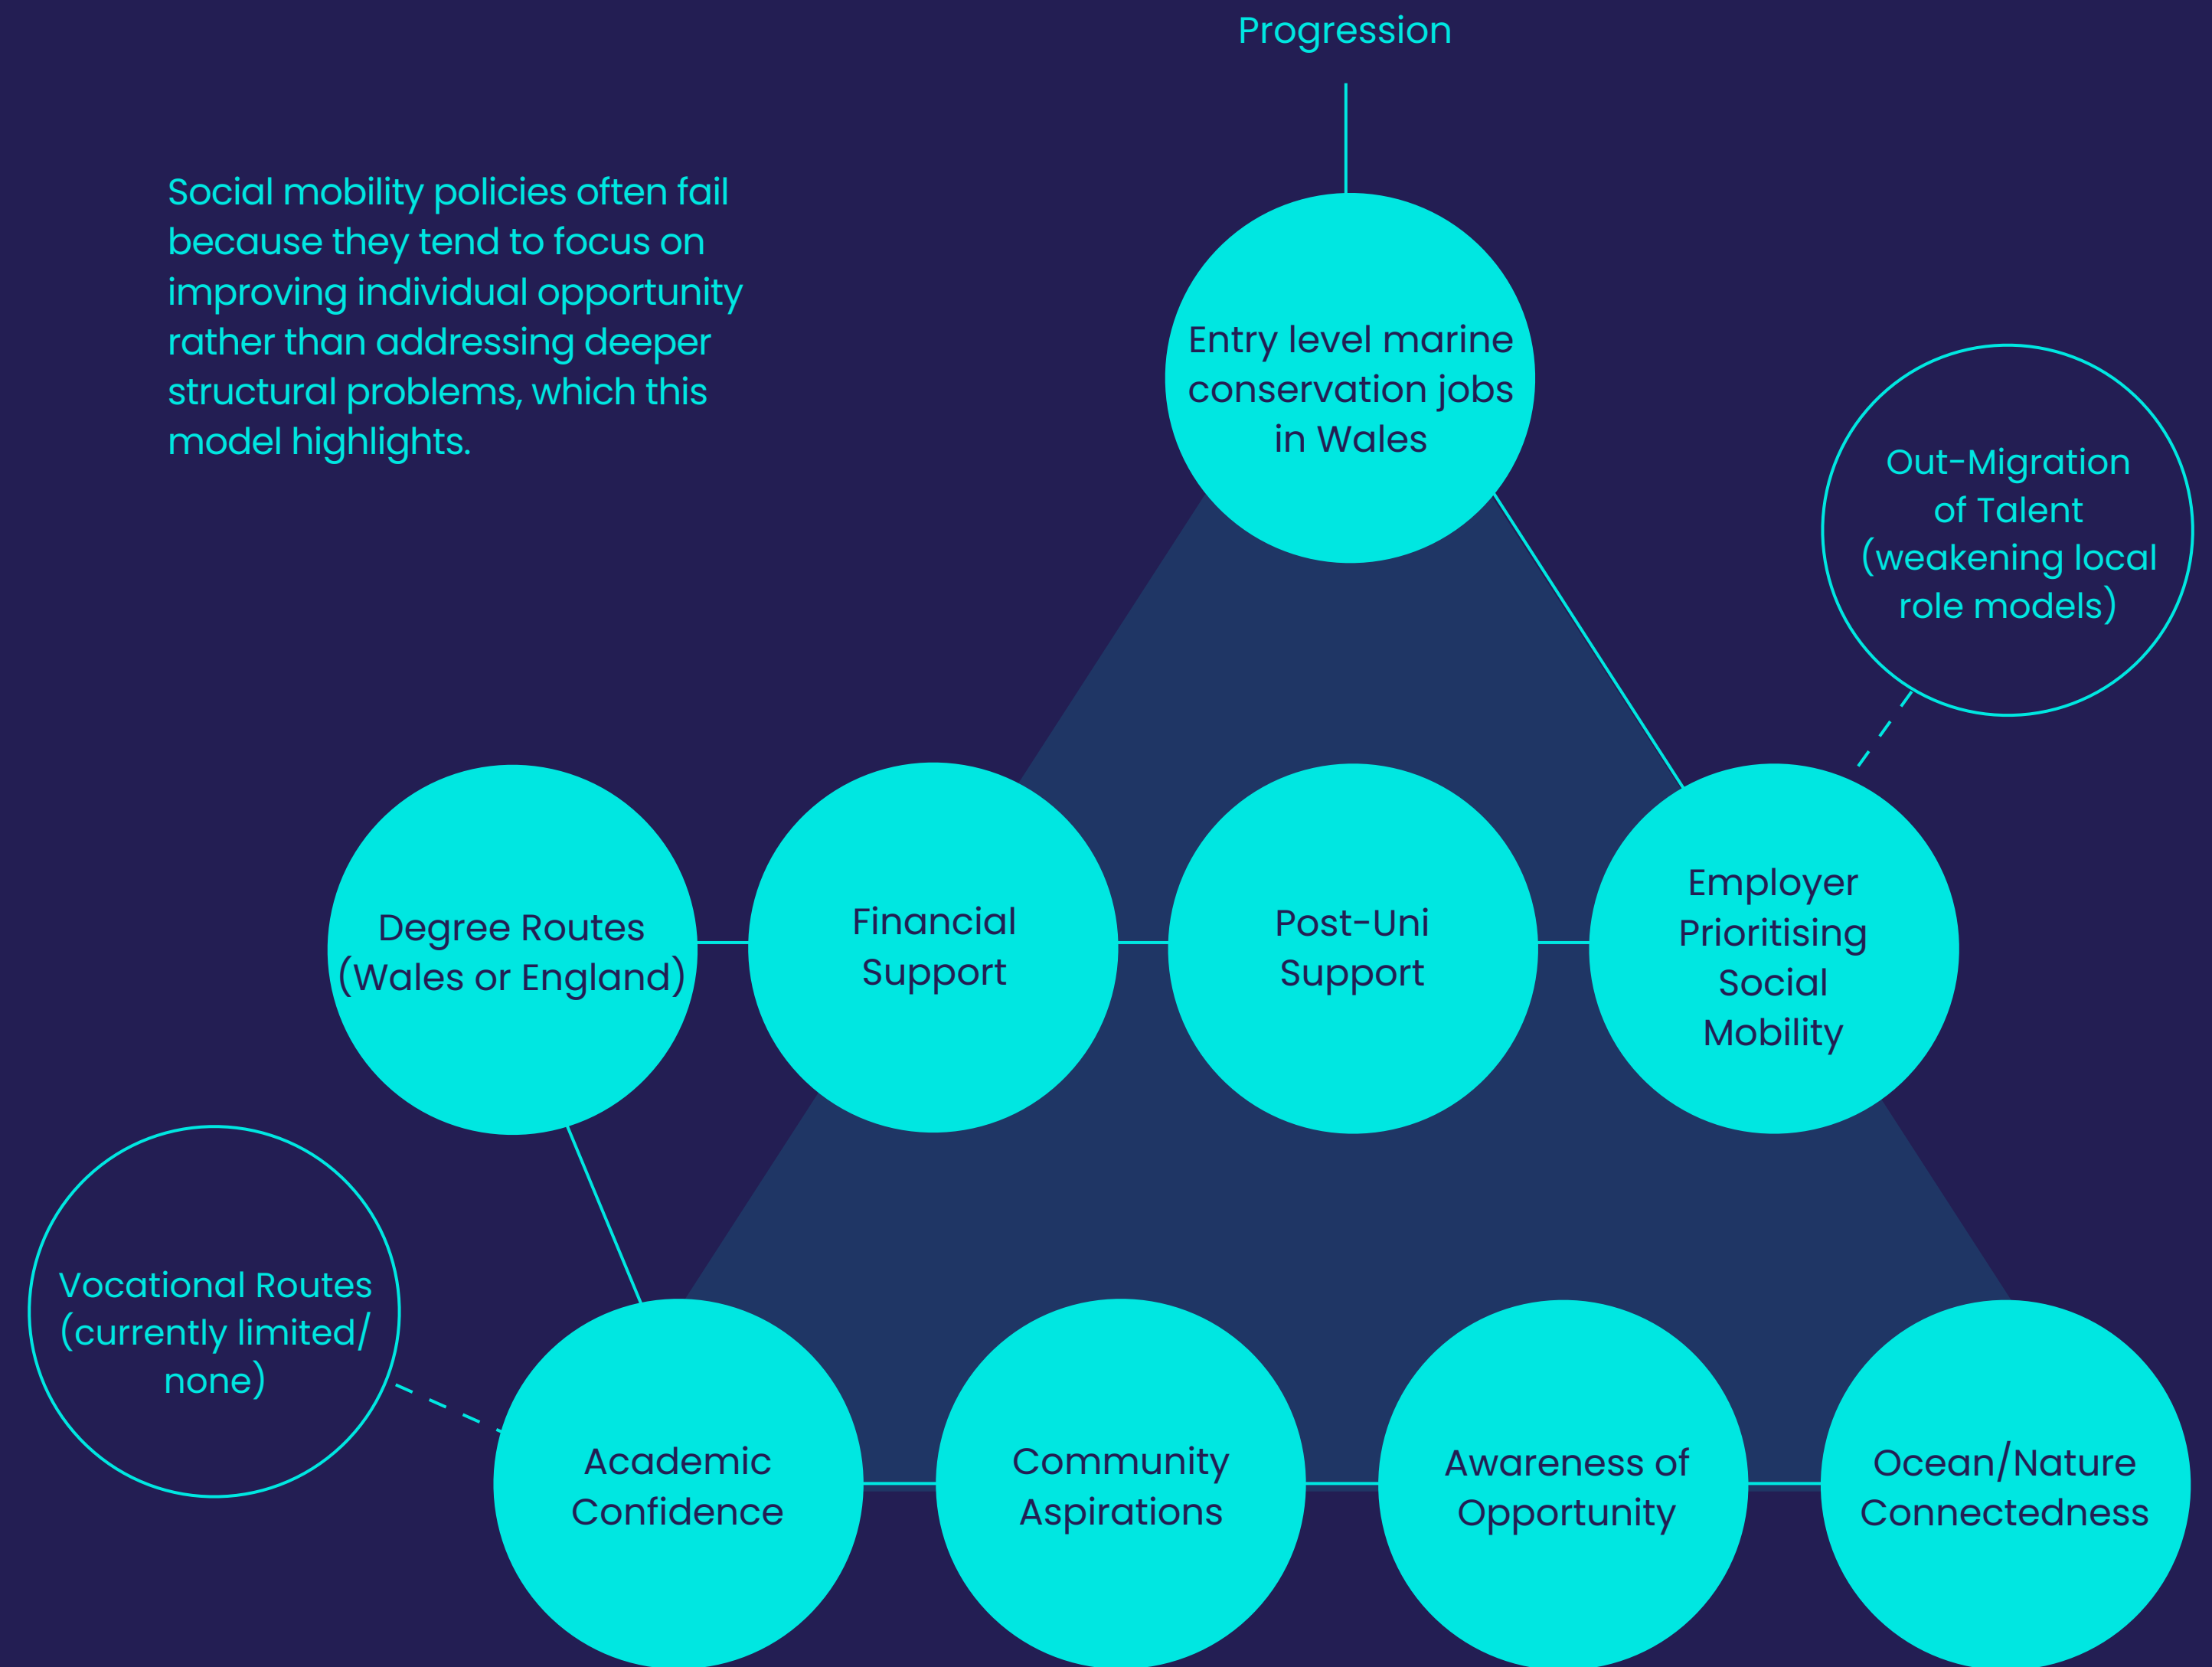 Progression
Social mobility policies often fail
because they tend to focus on
improving individual opportunity
rather than addressing deeper
structural problems, which this
model highlights.
Entry level marine
conservation jobs
in Wales
Out-Migration
of Talent
(weakening local
role models)
Degree Routes
(Wales or England)
Financial
Support
Post-Uni
Support
Employer
Prioritising
Social
Mobility
Vocational Routes
(currently limited/
none)
Academic
Confidence
Community
Aspirations
Awareness of
Opportunity
Ocean/Nature
Connectedness